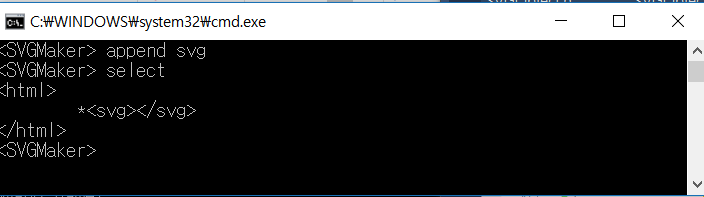 C:₩WINDOWS₩system32₩cmd.exe
<SVGMaker> append svg
<SVGMaker> select
<html>
*<svg></svg>
</html>
<SVGMaker>